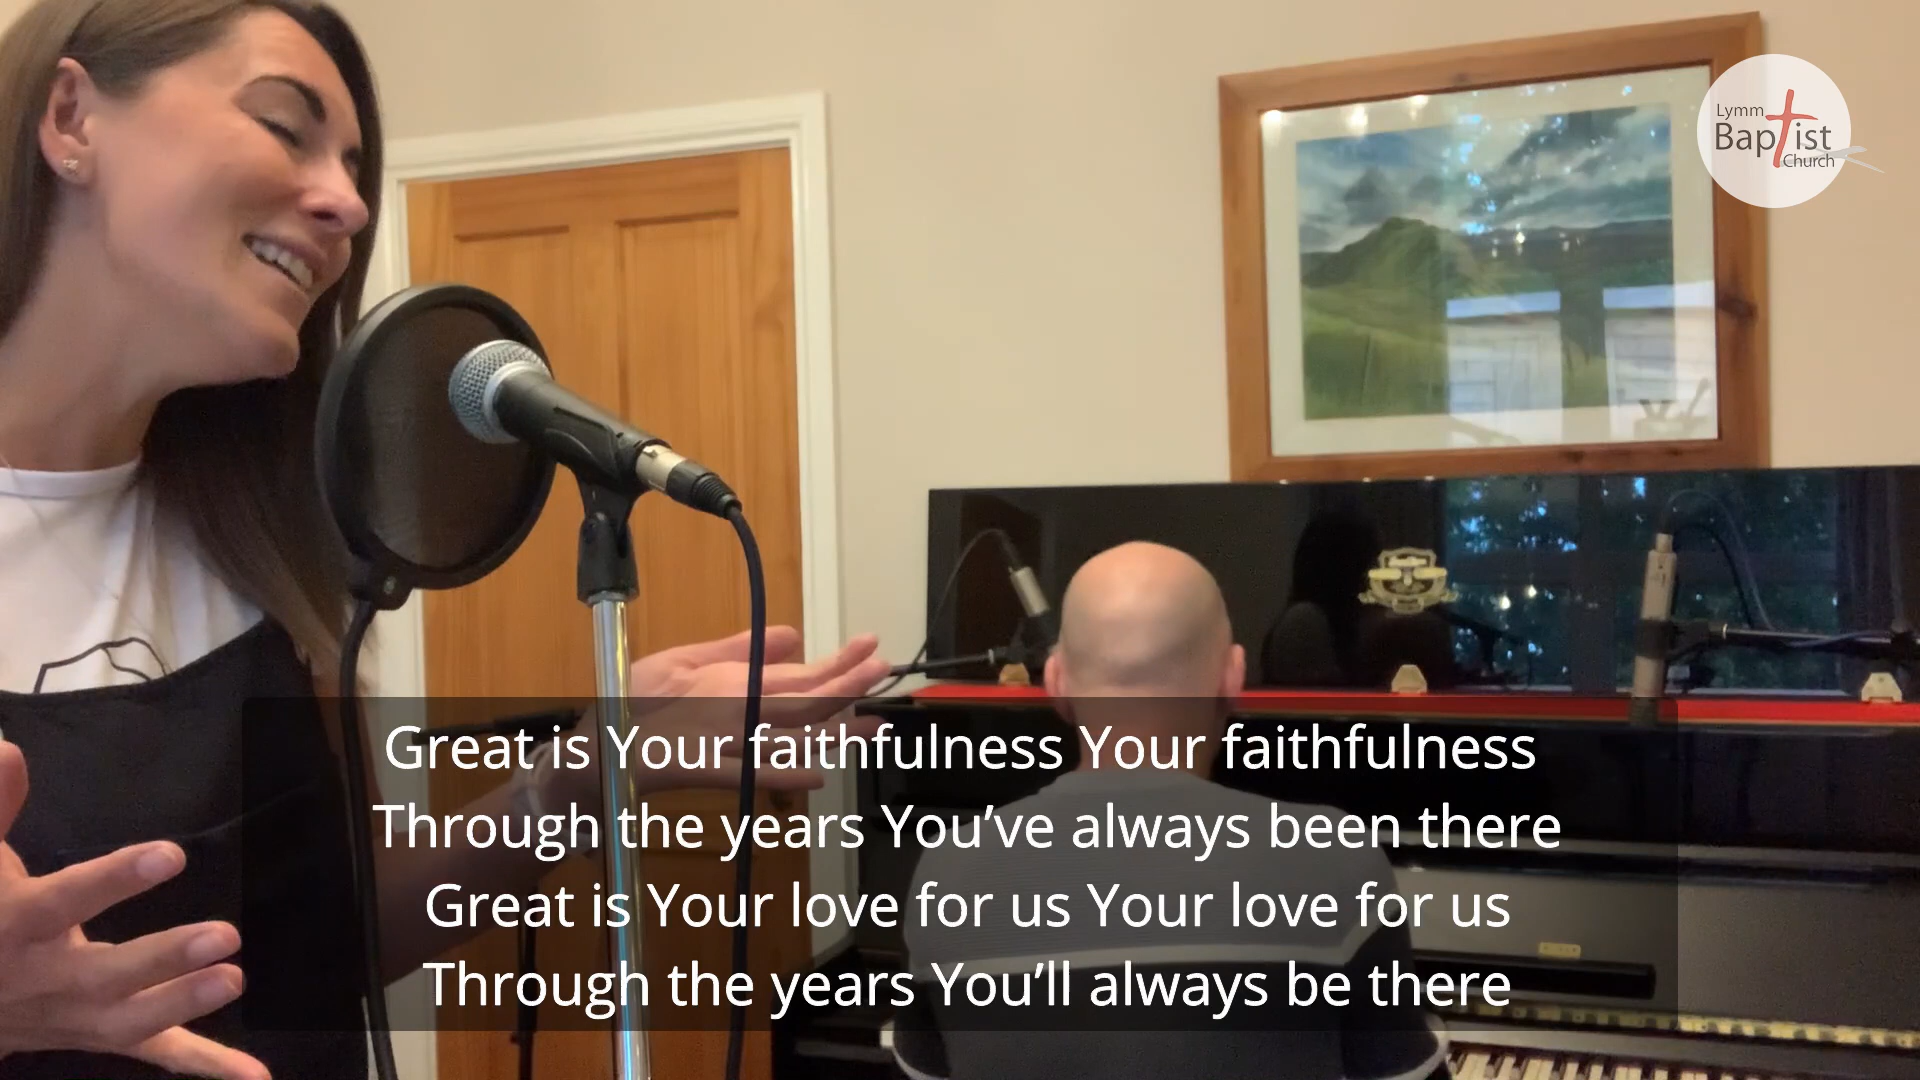 Lymm
Baptist
Church
Great is Your faithfulness Your faithfulness
Through the years You’ve always been there
Great is Your love for us Your love for us
Through the years You’ll always be there